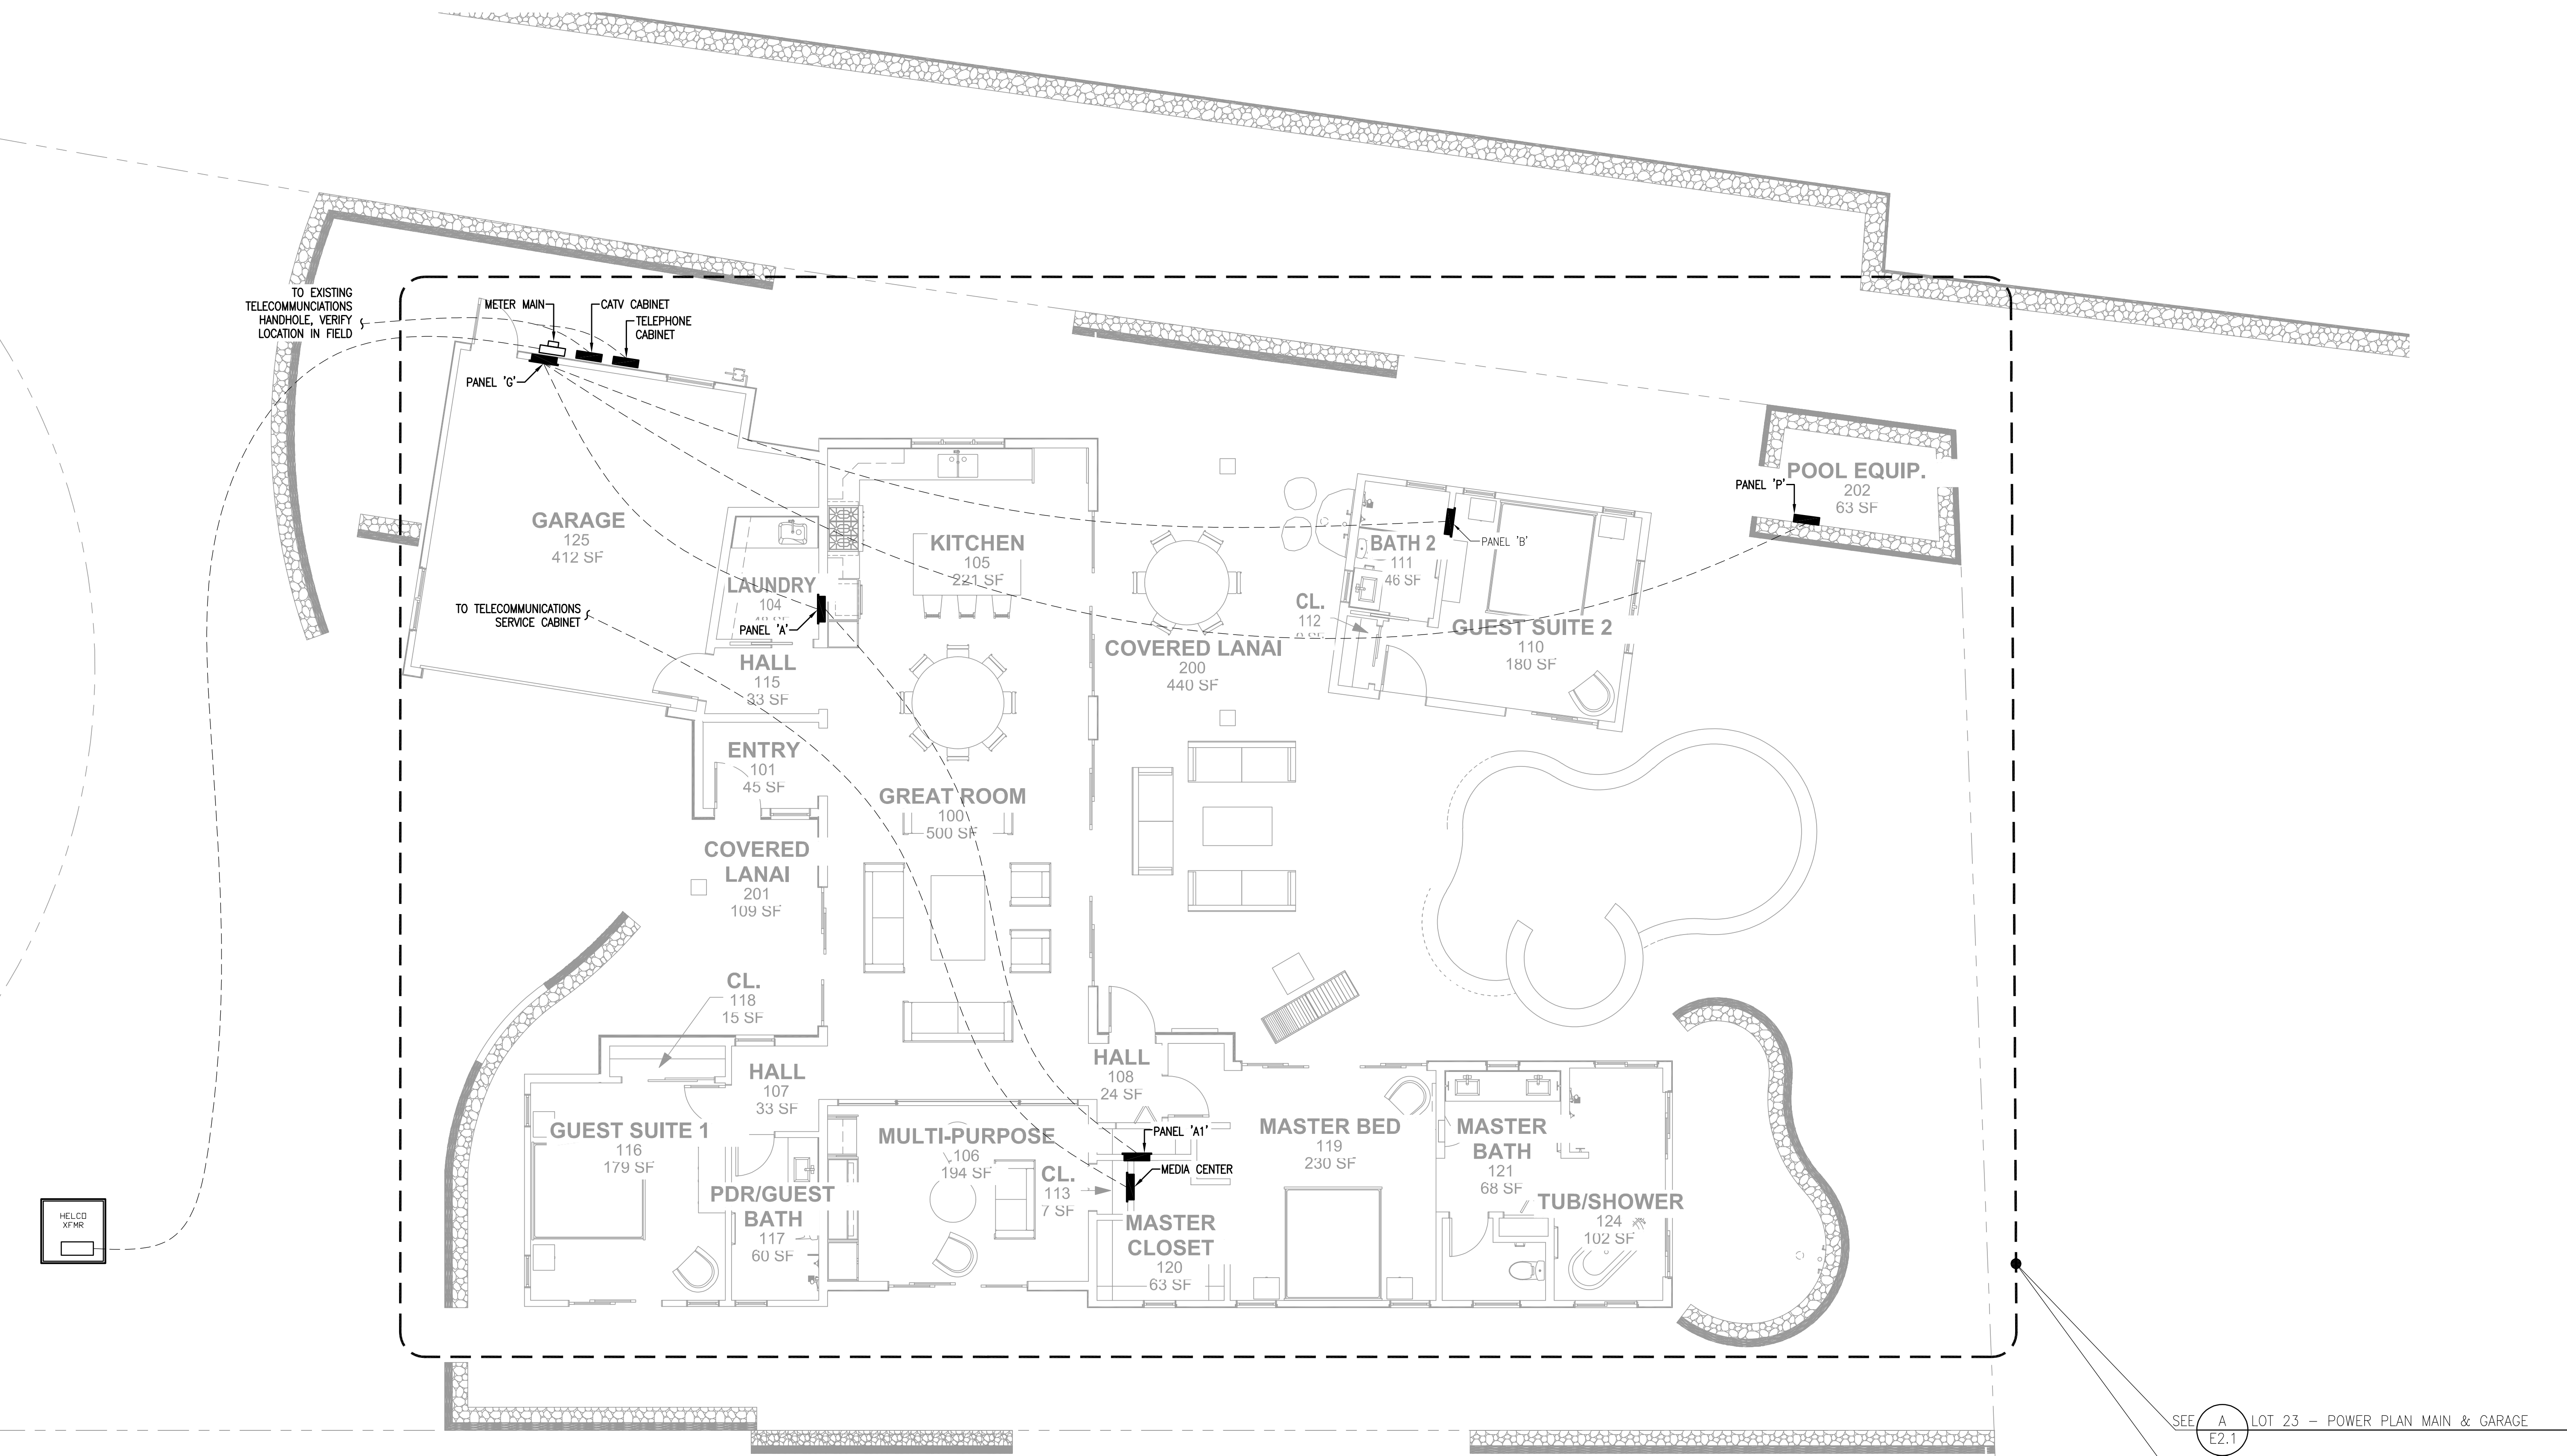 TO EXISTING
TELECOMMUNCIATIONS
HANDHOLE, VERIFY
LOCATION IN FIELD
METER MAIN
CATV CABINET
TELEPHONE
CABINET
PANEL 'G'
POOL EQUIP.
202
63 SF
PANEL 'P'
GARAGE
125
412 SF
KITCHEN
105
221 SF
BATH 2
111
46 SF
PANEL 'B'
LAUNDRY
104
PANEL 'A'
TO TELECOMMUNICATIONS
SERVICE CABINET
CL.
112
GUEST SUITE 2
110
180 SF
COVERED LANAI
200
440 SF
HALL
115
33 SF
ENTRY
101
45 SF
GREAT ROOM
100
500 SF
COVERED
LANAI
201
109 SF
CL.
118
15 SF
HALL
107
33 SF
HALL
108
24 SF
GUEST SUITE 1
116
179 SF
MULTI-PURPOSE
106
194 SF
PANEL 'A1'
MEDIA CENTER
MASTER BED
119
230 SF
MASTER
BATH
121
68 SF
CL.
113
7 SF
PDR/GUEST
BATH
117
60 SF
MASTER
CLOSET
120
63 SF
TUB/SHOWER
124
102 SF
HELCO
XFMR
SEE A LOT 23 - POWER PLAN MAIN & GARAGE
E2.1